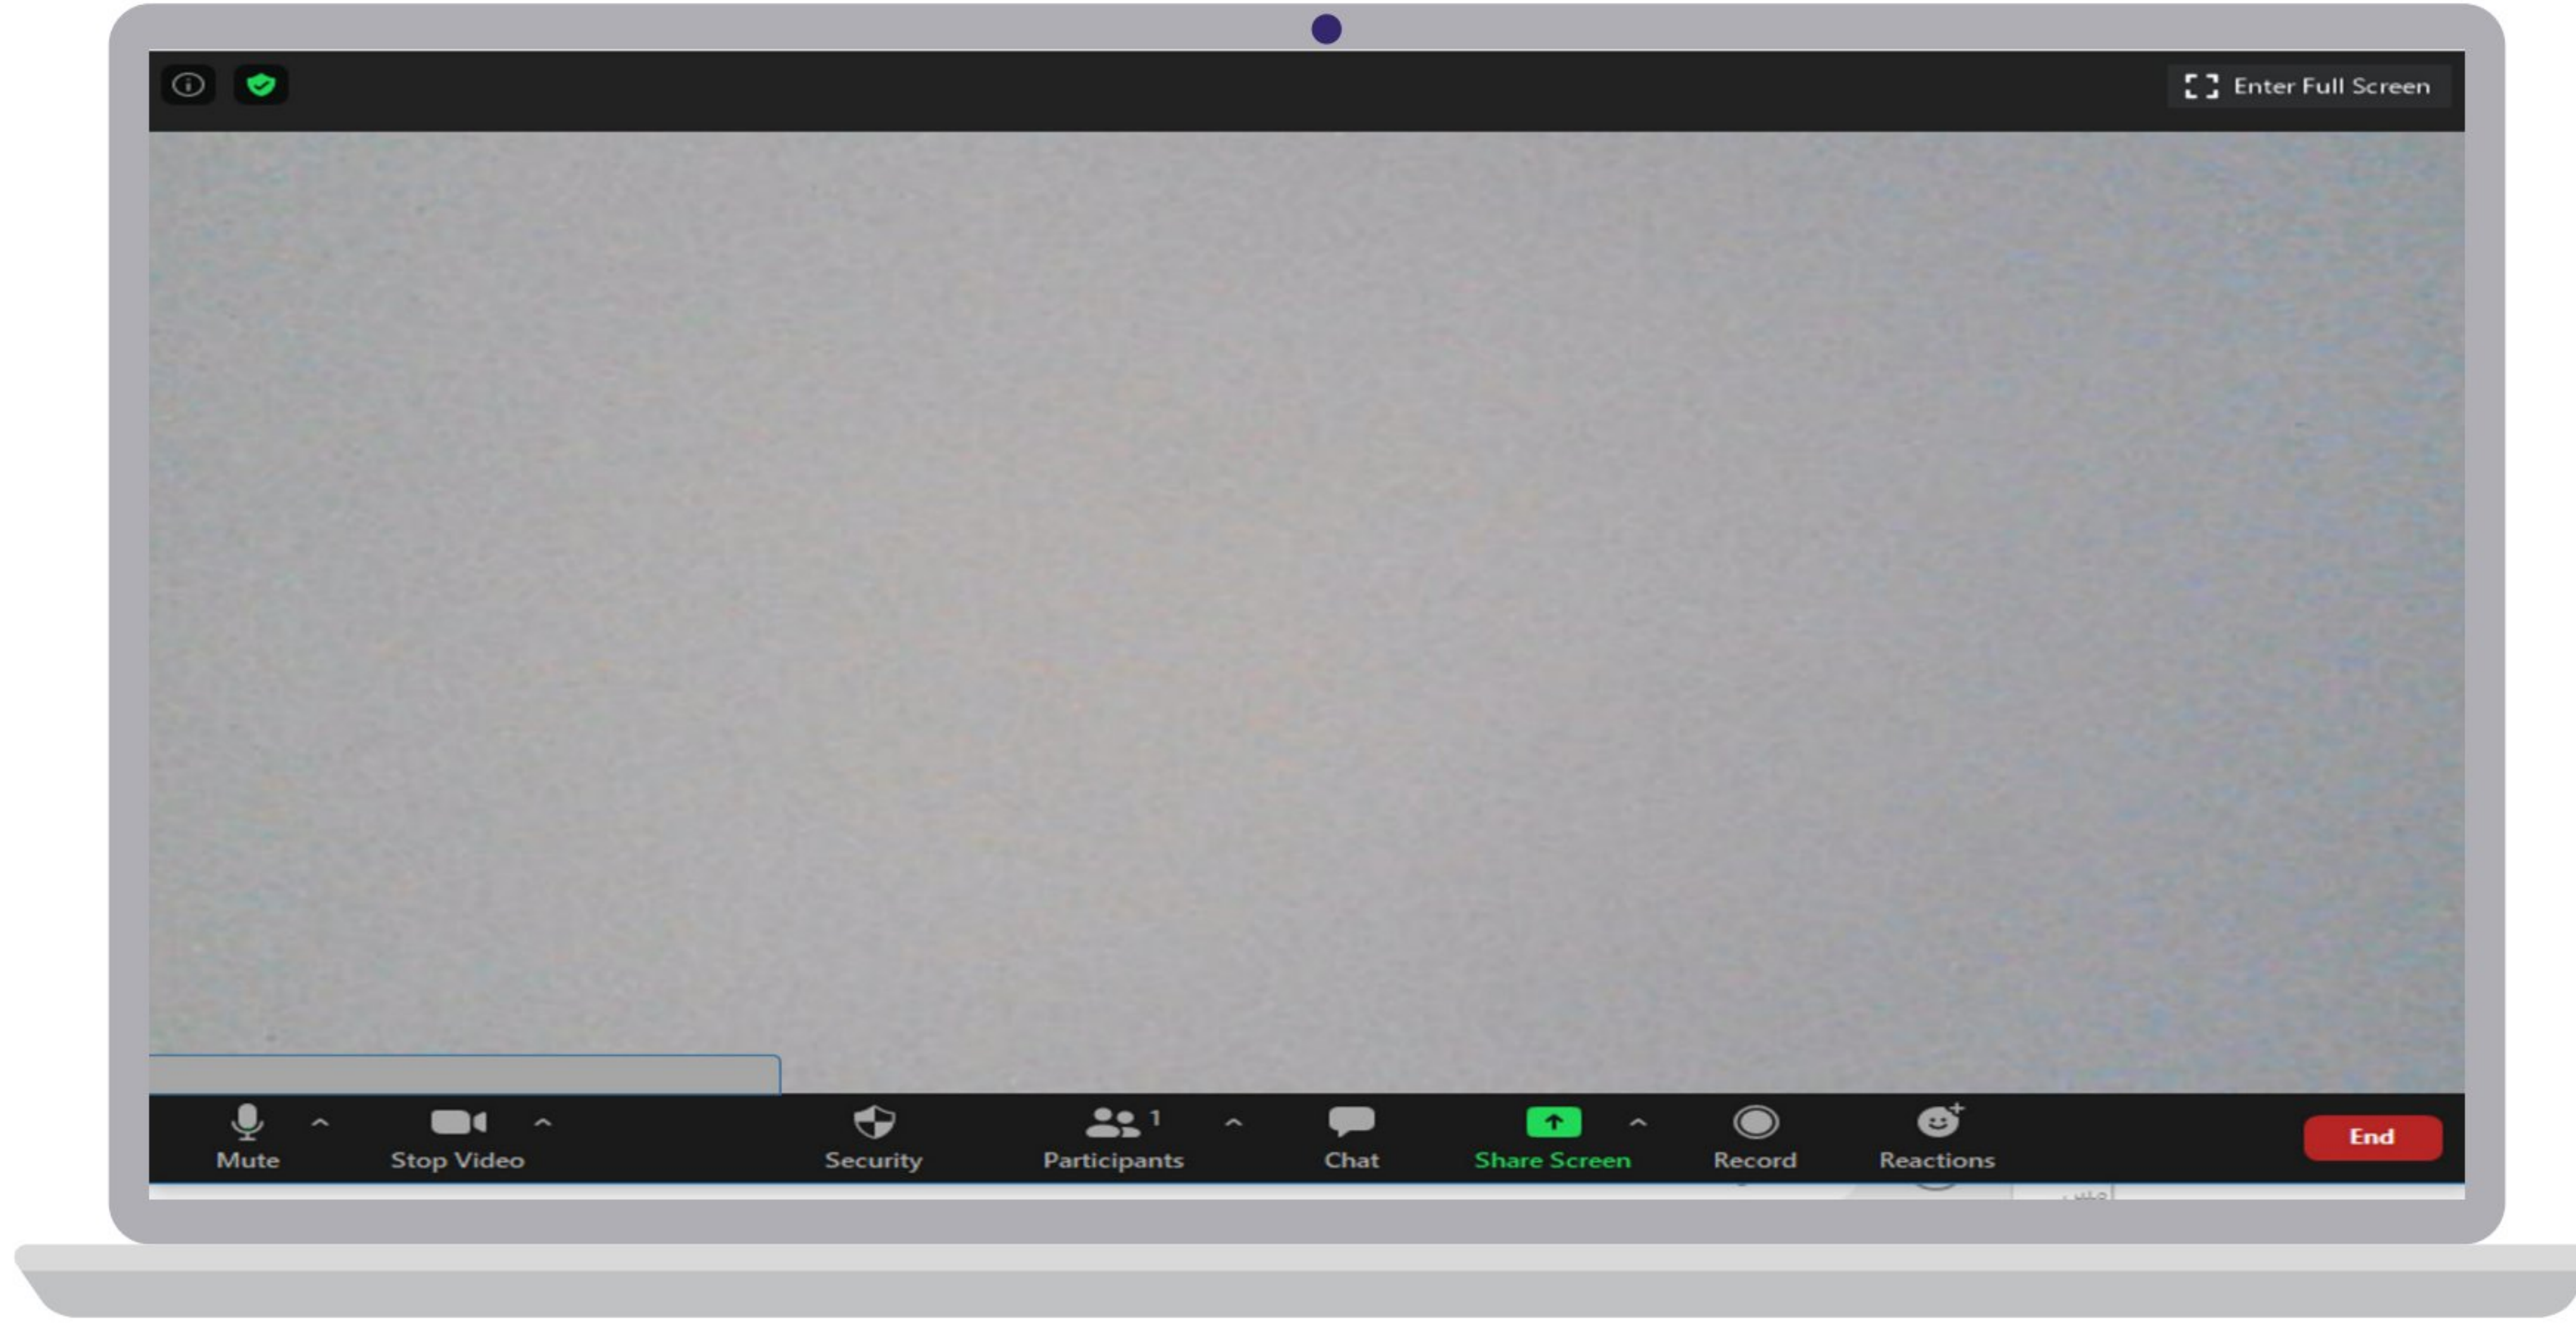 Enter Full Screen
1
Mute
Stop Video
Security
Participants
Chat
Share Screen
Record
Reactions
End